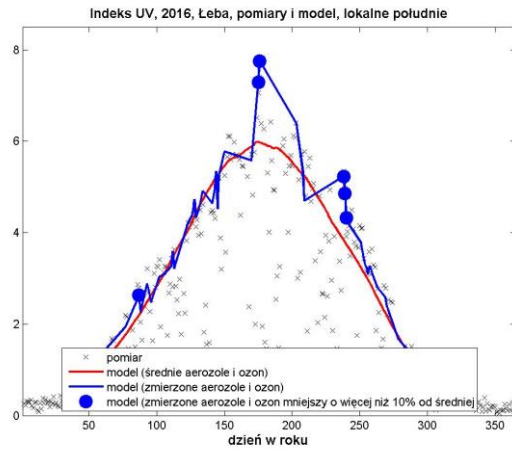 Indeks UV, 2016, Łeba, pomiary i model, lokalne południe
8
6
4
2
0
pomiar
model (średnie aerozole i ozon)
model (zmierzone aerozole i ozon)
model (zmierzone aerozole i ozon mniejszy o więcej niż 10% od średniej
50 100 150 200 250 300 350
dzień w roku